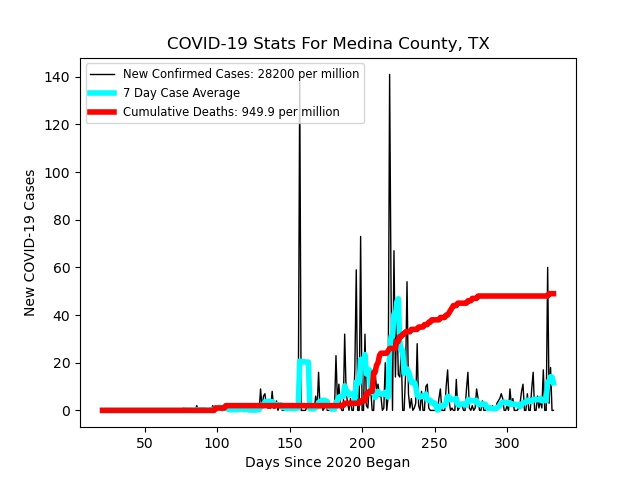 COVID-19 Stats For Medina County, TX
New Confirmed Cases: 28200 per million
7 Day Case Average
Cumulative Deaths: 949.9 per million
New COVID-19 Cases
140
120
100
80
60
40
20
0
50
100
150
200
250
300
Days Since 2020 Began